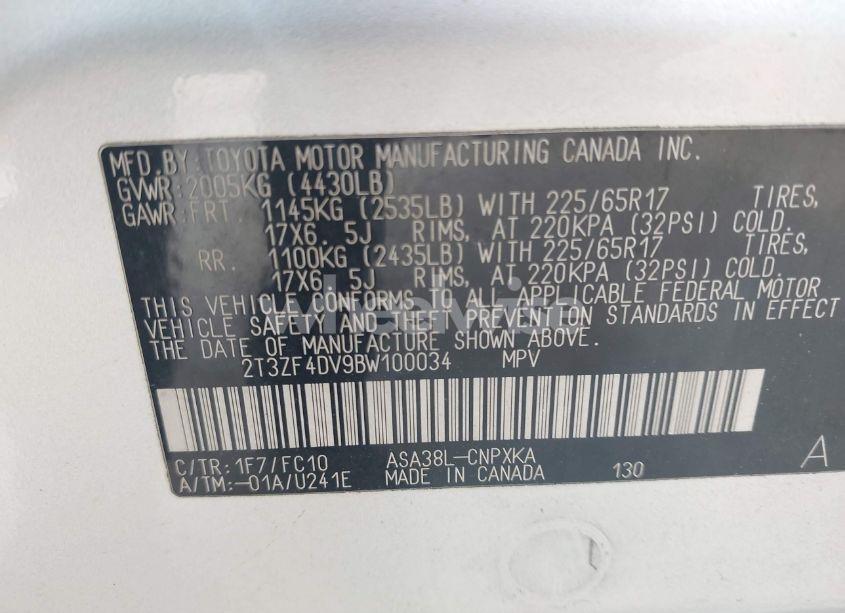 MFD.BY:TOYOTA MOTOR MANUFACTURING CANADA INC.
GVWR:2005KG (4430LB)
GAWR:FRT. 1145KG (2535LB) WITH 225/65R17 TIRES,
17X6. 5J RIMS, AT 220KPA (32PSI) COLD.
RR. 1100KG (2435LB) WITH 225/65R17 TIRES,
17X6. 5J RIMS, AT 220KPA (32PSI) COLD.
THIS VEHICLE CONFORMS TO ALL APPLICABLE FEDERAL MOTOR
VEHICLE SAFETY AND THEFT PREVENTION STANDARDS IN EFFECT
THE DATE OF MANUFACTURE SHOWN ABOVE.
2T3ZF4DV9BW100034 MPV
C/TR:1F7/FC10 ASA38L-CNPXKA
A/TM:-01A/U241E MADE IN CANADA 130 A